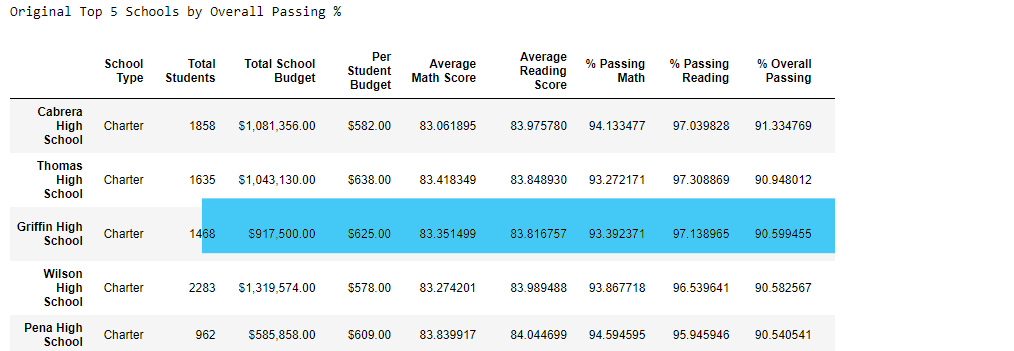 Original Top 5 Schools by Overall Passing %
School Type Total Students Total School Budget Per Student Budget Average Math Score Average Reading Score % Passing Math % Passing Reading % Overall Passing
Cabrera High School Charter 1858 $1,081,356.00 $582.00 83.061895 83.975780 94.133477 97.039828 91.334769
Thomas High School Charter 1635 $1,043,130.00 $638.00 83.418349 83.848930 93.272171 97.308869 90.948012
Griffin High School Charter 1468 $917,500.00 $625.00 83.351499 83.816757 93.392371 97.138965 90.599455
Wilson High School Charter 2283 $1,319,574.00 $578.00 83.274201 83.989488 93.867718 96.539641 90.582567
Pena High School Charter 962 $585,858.00 $609.00 83.839917 84.044699 94.594595 95.945946 90.540541